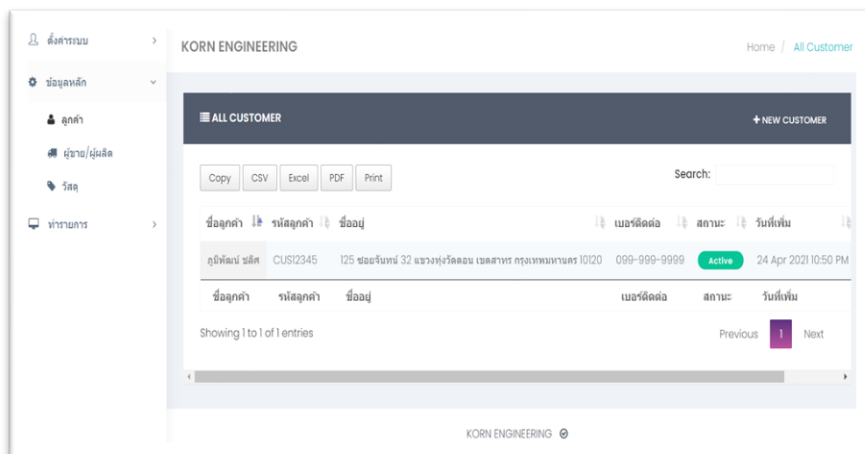 ตั้งค่าระบบ
ข้อมูลหลัก
ลูกค้า
ผู้ขาย/ผู้ผลิต
วัสดุ
ทำรายการ
KORN ENGINEERING
Home / All Customer
ALL CUSTOMER
+ NEW CUSTOMER
Copy CSV Excel PDF Print
Search:
ชื่อลูกค้า รหัสลูกค้า ชื่ออยู่ เบอร์ติดต่อ สถานะ วันที่เพิ่ม
ภูมิพัฒน์ ชลิศ CUS12345 125 ซอยจันทน์ 32 แขวงทุ่งวัดดอน เขตสาทร กรุงเทพมหานคร 10120 099-999-9999 Active 24 Apr 2021 10:50 PM
ชื่อลูกค้า รหัสลูกค้า ชื่ออยู่ เบอร์ติดต่อ สถานะ วันที่เพิ่ม
Showing 1 to 1 of 1 entries
Previous 1 Next
KORN ENGINEERING